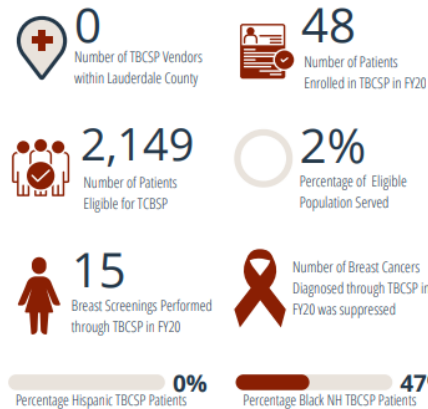 0
Number of TBCSP Vendors
within Lauderdale County
48
Number of Patients
Enrolled in TBCSP in FY20
2,149
Number of Patients
Eligible for TCBSP
2%
Percentage of Eligible
Population Served
15
Breast Screenings Performed
through TBCSP in FY20
Number of Breast Cancers
Diagnosed through TBCSP in
FY20 was suppressed
0%
Percentage Hispanic TBCSP Patients
47%
Percentage Black NH TBCSP Patients